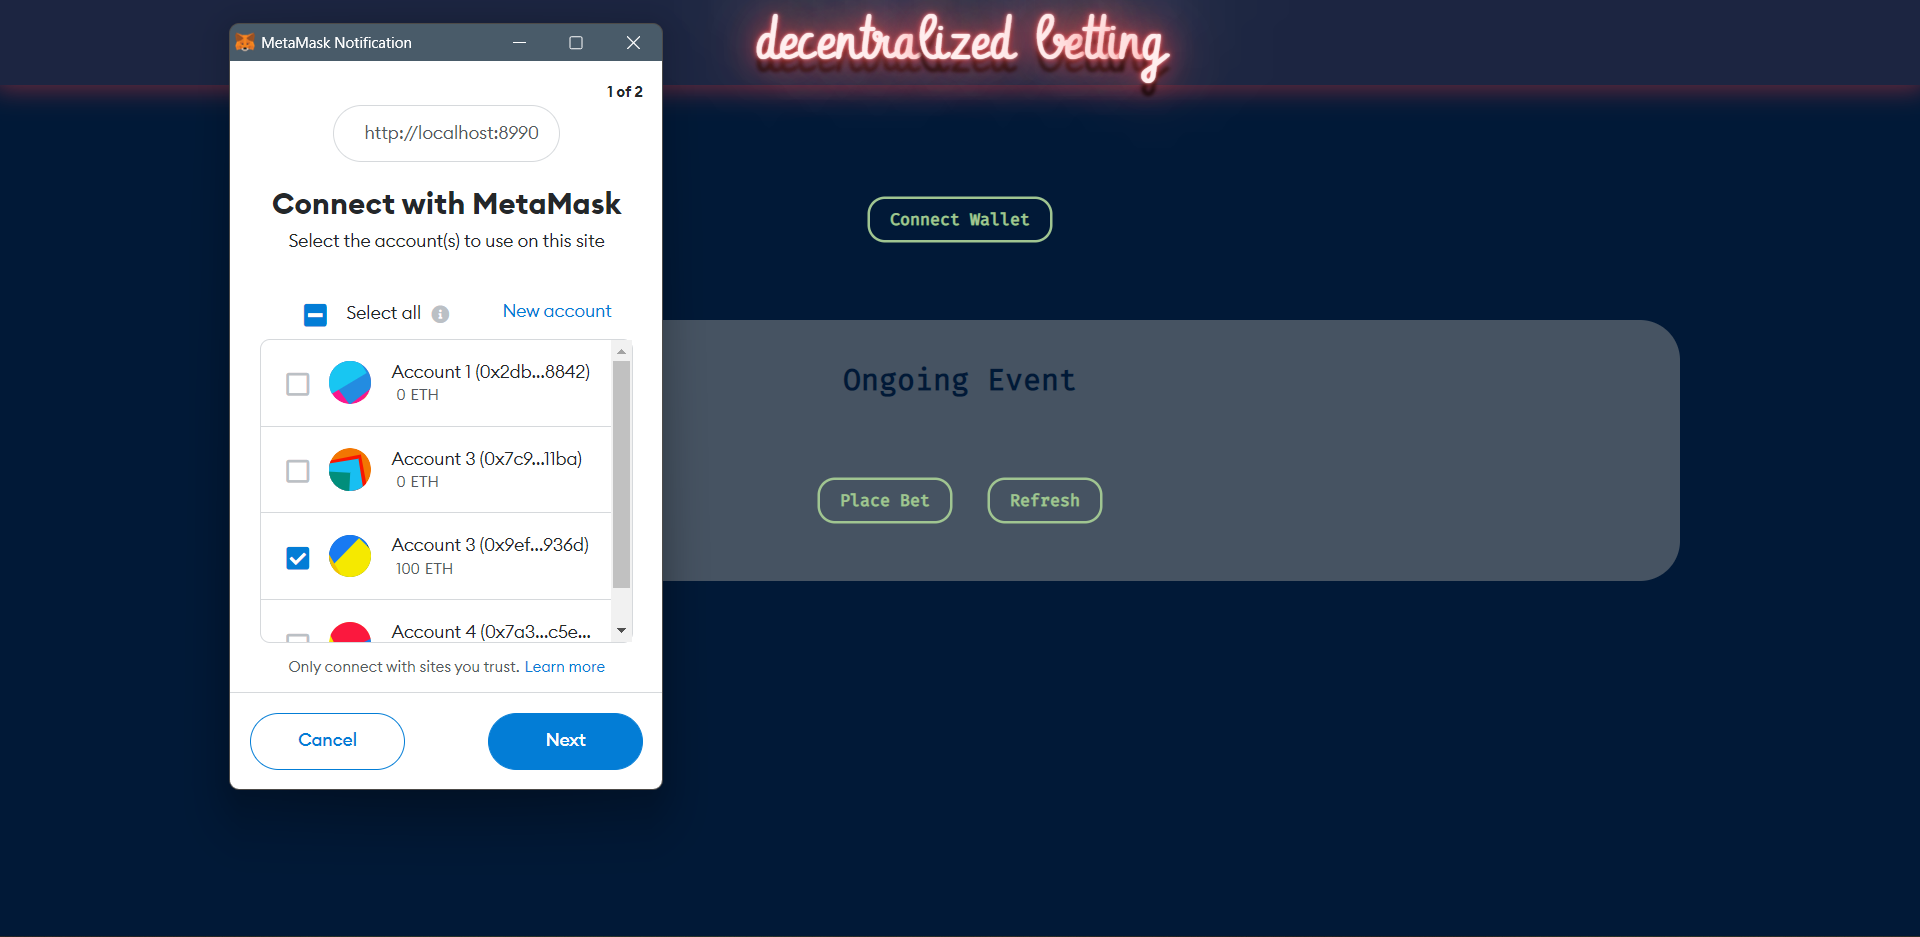 decentralized betting
MetaMask Notification
1 of 2
http://localhost:8990
Connect with MetaMask
Select the account(s) to use on this site
Select all
New account
Account 1 (0x2db...8842)
0 ETH
Account 3 (0x7c9...11ba)
0 ETH
Account 3 (0x9ef...936d)
100 ETH
Account 4 (0x7a3...c5e...
Only connect with sites you trust. Learn more
Cancel
Next
Connect Wallet
Ongoing Event
Place Bet
Refresh